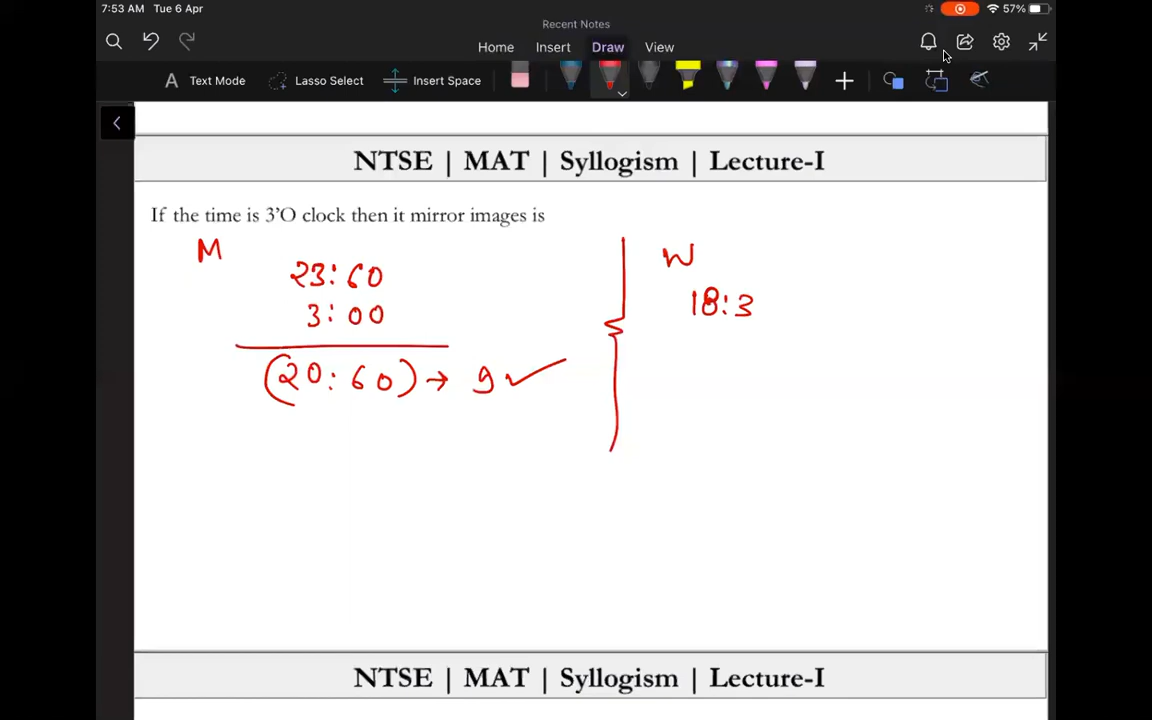 7:53 AM Tue 6 Apr
57%
Recent Notes
Home Insert Draw View
A Text Mode Lasso Select Insert Space
NTSE | MAT | Syllogism | Lecture-I
If the time is 3'O clock then it mirror images is
M
23:60
3:00
(20:60) → 9 ✓
W
18:3
NTSE | MAT | Syllogism | Lecture-I